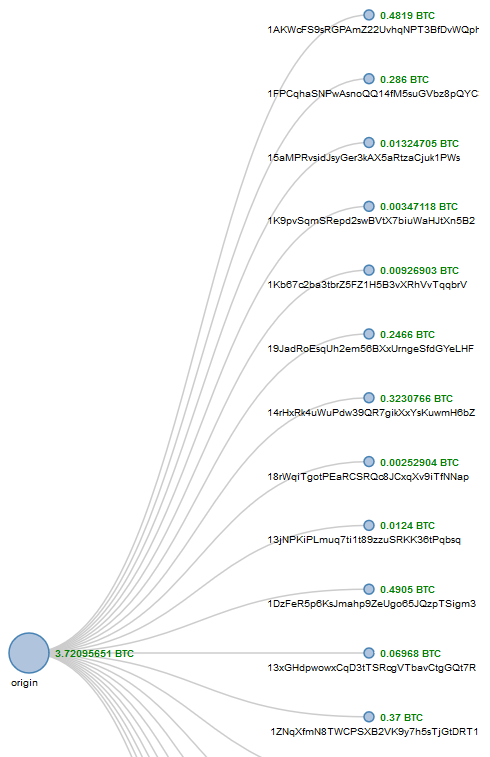 0.4819 BTC
1AKWcFS9sRGPAmZ22UvhqNPT3BfDvWQph
0.286 BTC
1FPCqhaSNPwAsnoQQ14fM5suGVbz8pQYC
0.01324705 BTC
15aMPRvsidJsyGer3kAX5aRtzaCjuk1PWs
0.00347118 BTC
1K9pvSqmSRepd2swBVtX7biuWaHJtXn5B2
0.00926903 BTC
1Kb67c2ba3tbrZ5FZ1H5B3vXRhVvTqqbrV
0.2466 BTC
19JadRoEsqUh2em56BXxUrngeSfdGYeLHF
0.3230766 BTC
14rHxRk4uWuPdw39QR7gikXxYsKuwmH6bZ
0.00252904 BTC
18rWqiTgotPEaRCSRQc8JCxqXv9iTfNNap
0.0124 BTC
13jNPKiPLmuq7ti1t89zzuSRKK36tPqbsq
0.4905 BTC
1DzFeR5p6KsJmahp9ZeUgo65JQzpTSigm3
3.72095651 BTC
0.06968 BTC
origin
13xGHdpwowxCqD3tTSRcgVTbavCtgGQt7R
0.37 BTC
1ZNqXfmN8TWCPSXB2VK9y7h5sTjGtDRT1